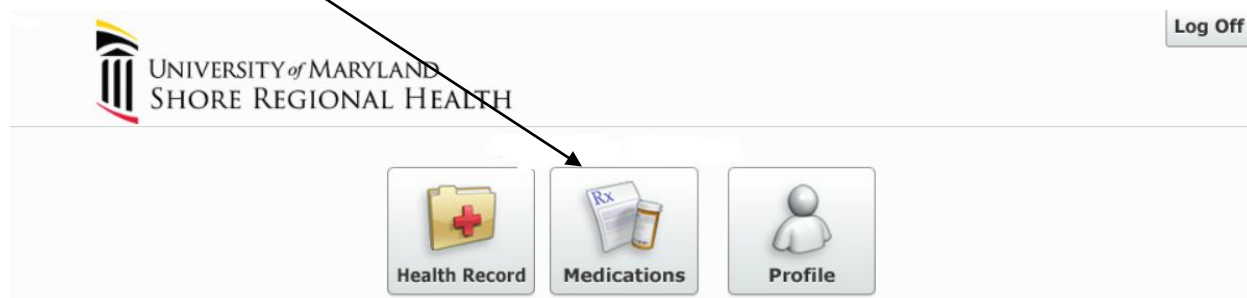 Log Off
UNIVERSITY of MARYLAND
SHORE REGIONAL HEALTH
Rx
Health Record
Medications
Profile